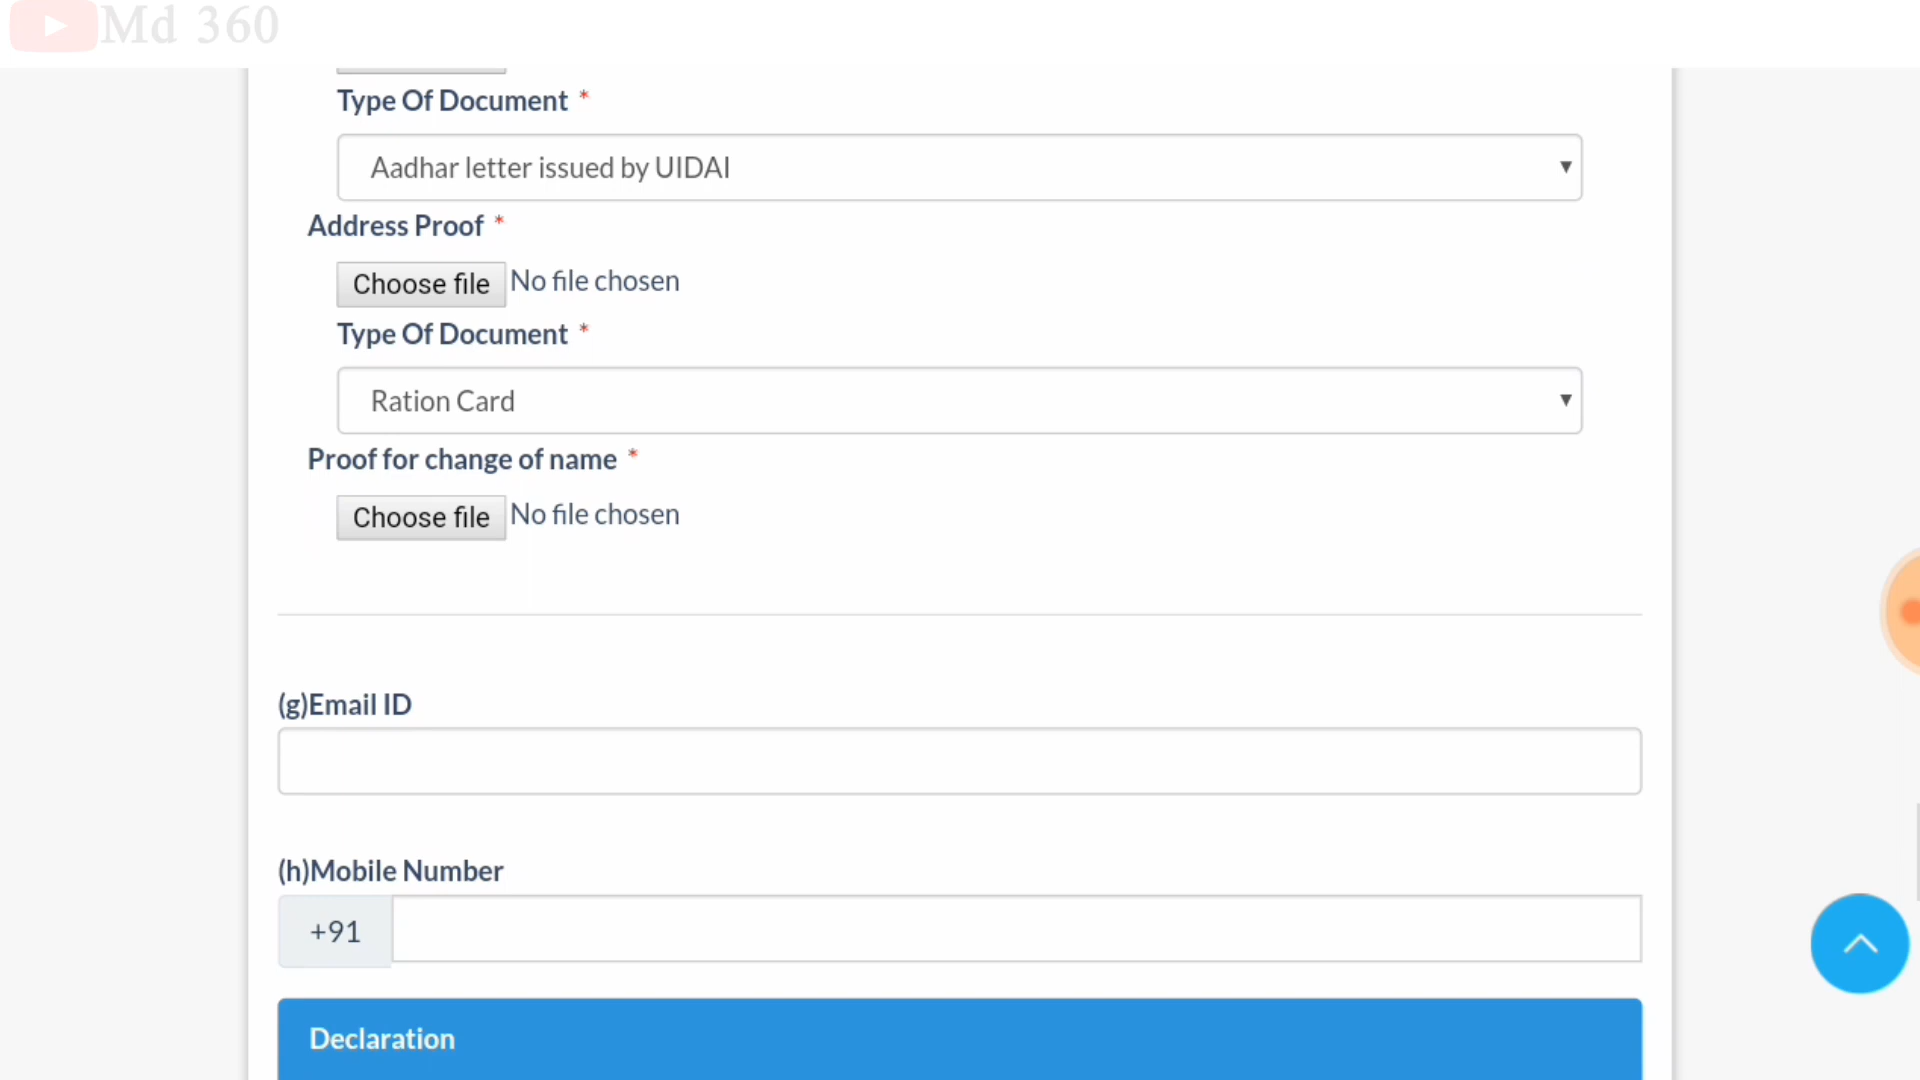 Md 360
Type Of Document *
Aadhar letter issued by UIDAI
Address Proof *
Choose file No file chosen
Type Of Document *
Ration Card
Proof for change of name *
Choose file No file chosen
(g)Email ID
(h)Mobile Number
+91
Declaration